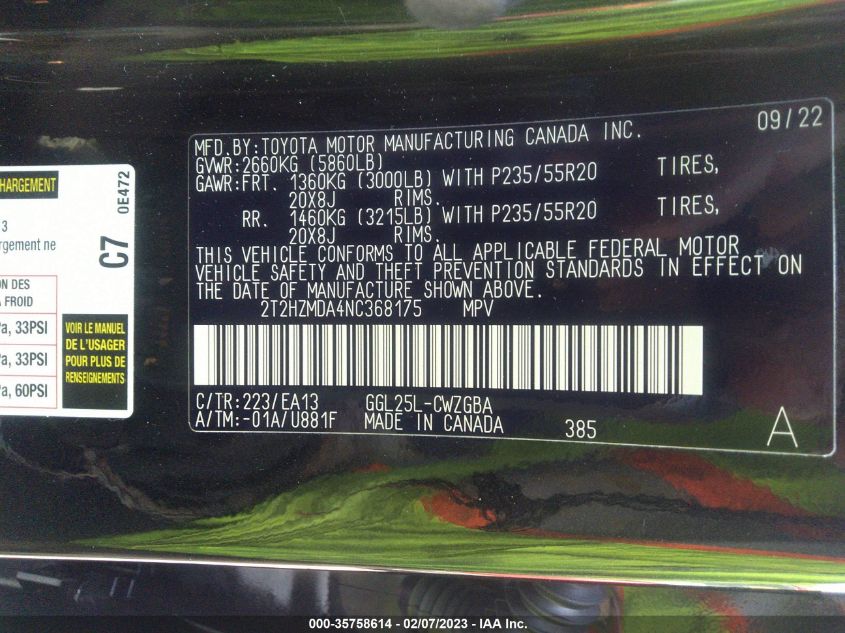 HARGEMENT
C7
0E472
3
rgement ne
ON DES
A FROID
Pa, 33PSI
Pa, 33PSI
a, 60PSI
VOIR LE MANUEL
DE L'USAGER
POUR PLUS DE
RENSEIGNEMENTS
09/22
MFD.BY:TOYOTA MOTOR MANUFACTURING CANADA INC.
GVWR:2660KG (5860LB)
GAWR:FRT. 1360KG (3000LB) WITH P235/55R20 TIRES,
20X8J RIMS.
RR. 1460KG (3215LB) WITH P235/55R20 TIRES,
20X8J RIMS.
THIS VEHICLE CONFORMS TO ALL APPLICABLE FEDERAL MOTOR
VEHICLE SAFETY AND THEFT PREVENTION STANDARDS IN EFFECT ON
THE DATE OF MANUFACTURE SHOWN ABOVE.
2T2HZMDA4NC368175 MPV
C/TR:223/EA13 GGL25L-CWZGBA
A/TM:-01A/U881F MADE IN CANADA 385
A
000-35758614 - 02/07/2023 - IAA Inc.